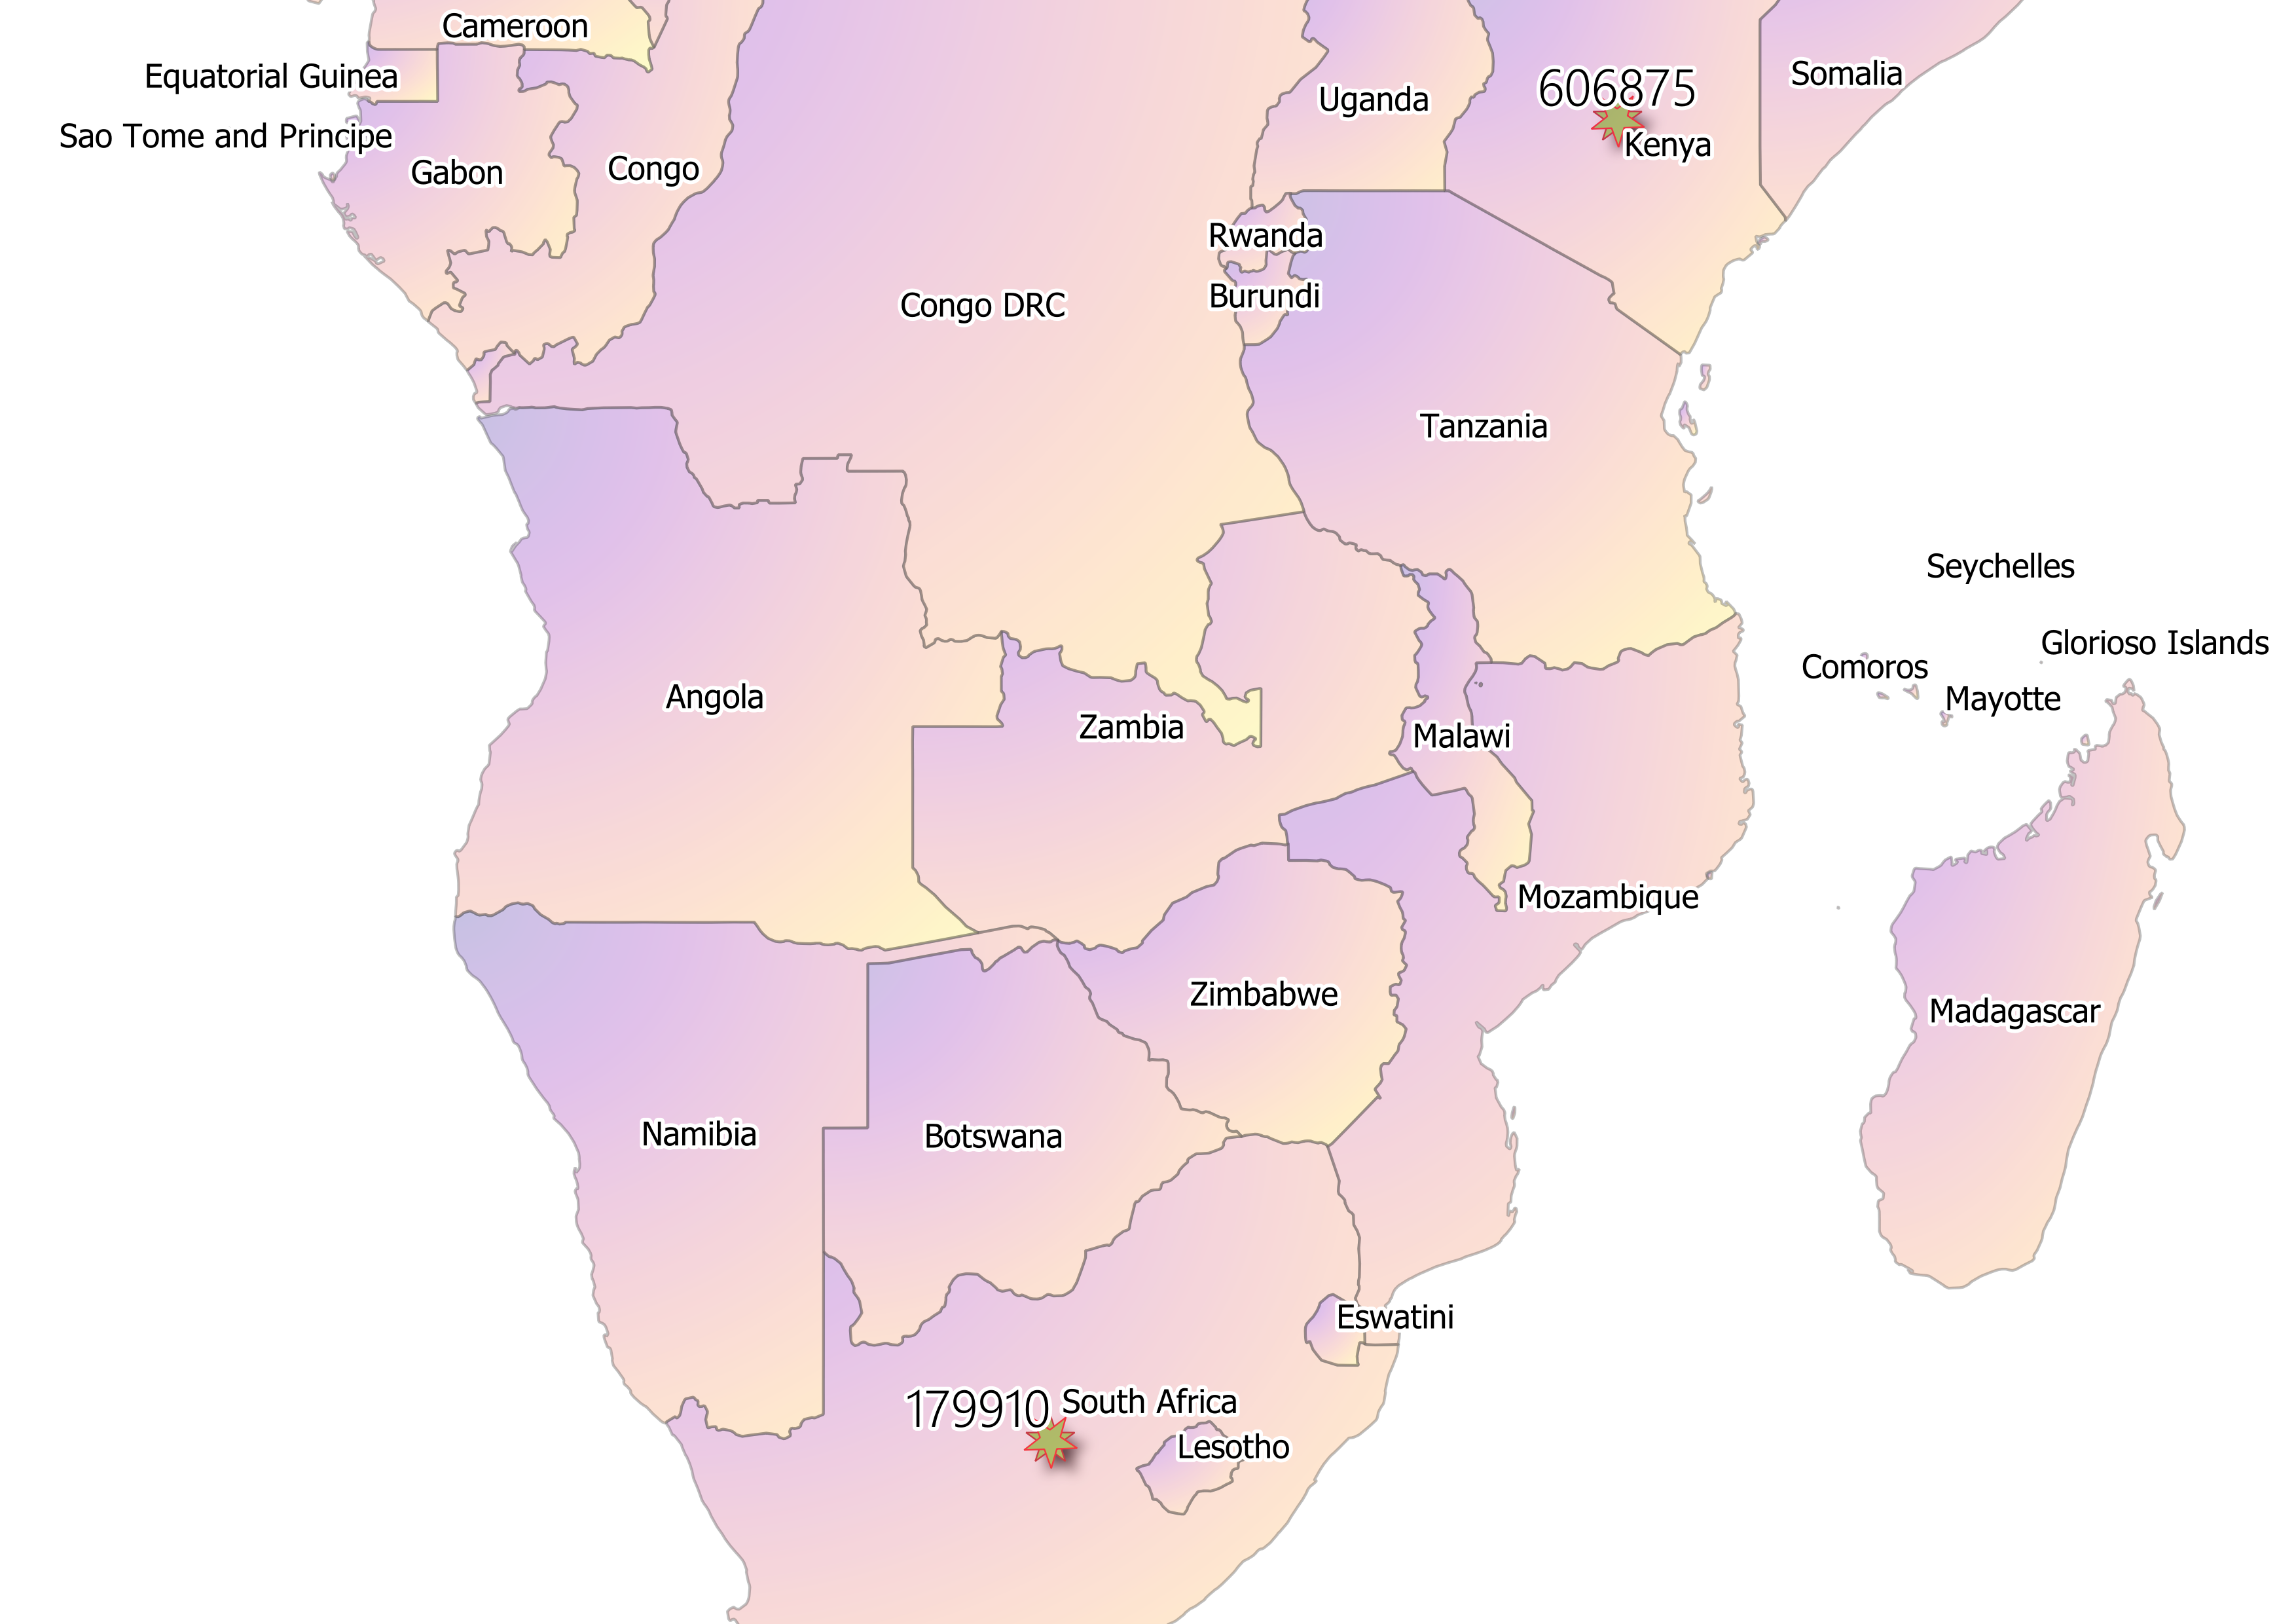 Cameroon
Equatorial Guinea
Somalia
606875
Uganda
Sao Tome and Principe
Kenya
Gabon
Congo
Rwanda
Burundi
Congo DRC
Tanzania
Seychelles
Glorioso Islands
Comoros
Mayotte
Angola
Zambia
Malawi
Mozambique
Zimbabwe
Madagascar
Namibia
Botswana
Eswatini
179910
South Africa
Lesotho